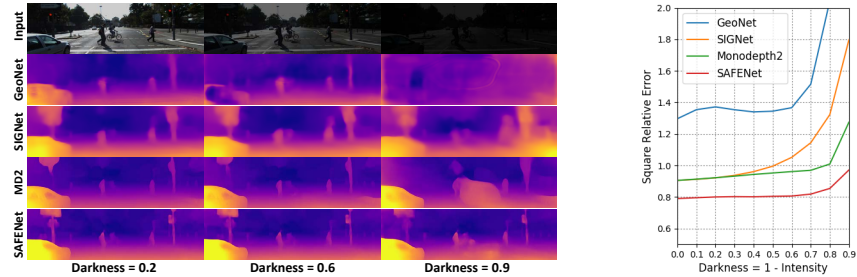 Input
GeoNet
SIGNet
MD2
SAFENet
Darkness = 0.2
Darkness = 0.6
Darkness = 0.9
GeoNet
SIGNet
Monodepth2
SAFENet
Square Relative Error
2.0
1.8
1.6
1.4
1.2
1.0
0.8
0.6
0.0 0.1 0.2 0.3 0.4 0.5 0.6 0.7 0.8 0.9
Darkness = 1 - Intensity